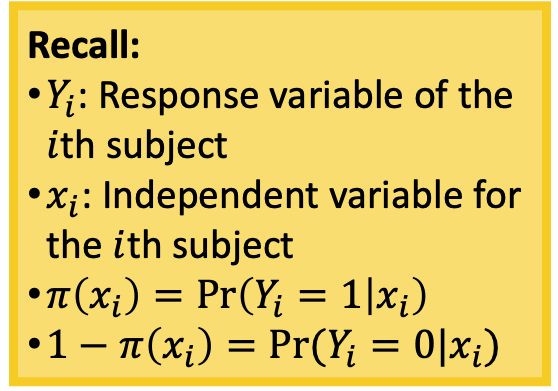 Recall:
•𝑌ᵢ: Response variable of the
𝑖th subject
•𝑥ᵢ: Independent variable for
the 𝑖th subject
•𝜋(𝑥ᵢ) = Pr(𝑌ᵢ = 1|𝑥ᵢ)
•1 − 𝜋(𝑥ᵢ) = Pr(𝑌ᵢ = 0|𝑥ᵢ)